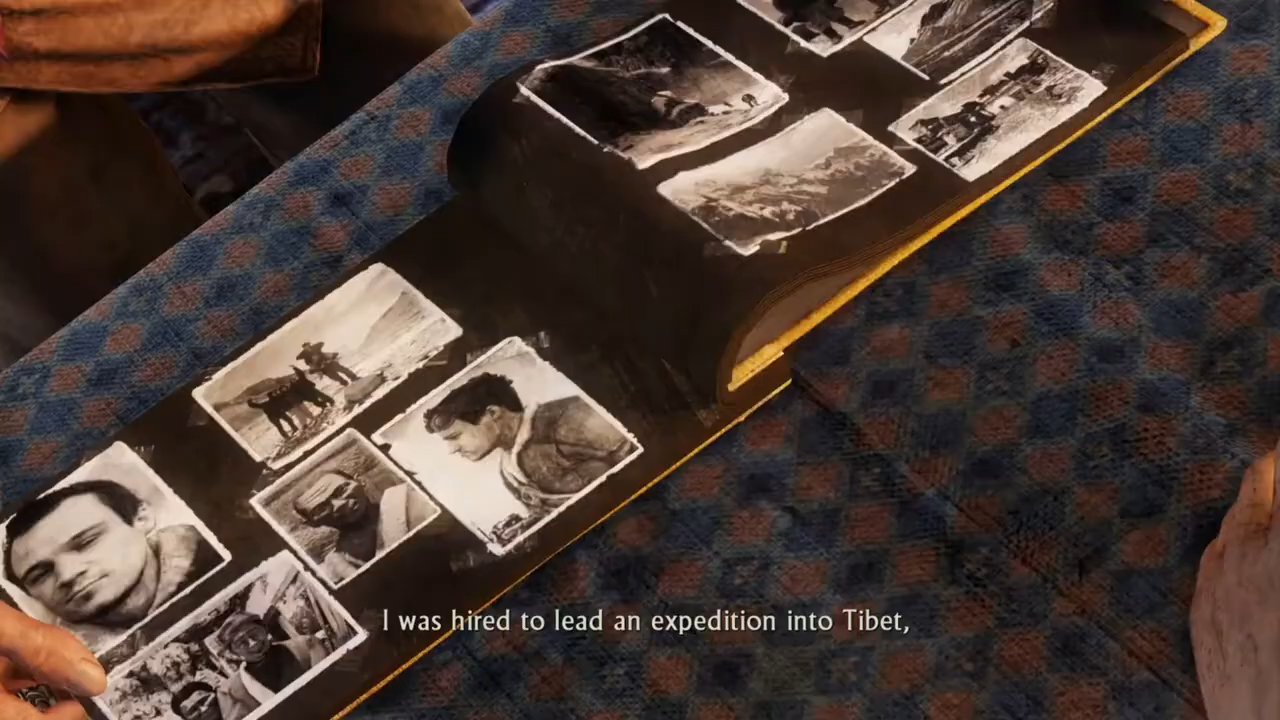 I was hired to lead an expedition into Tibet,